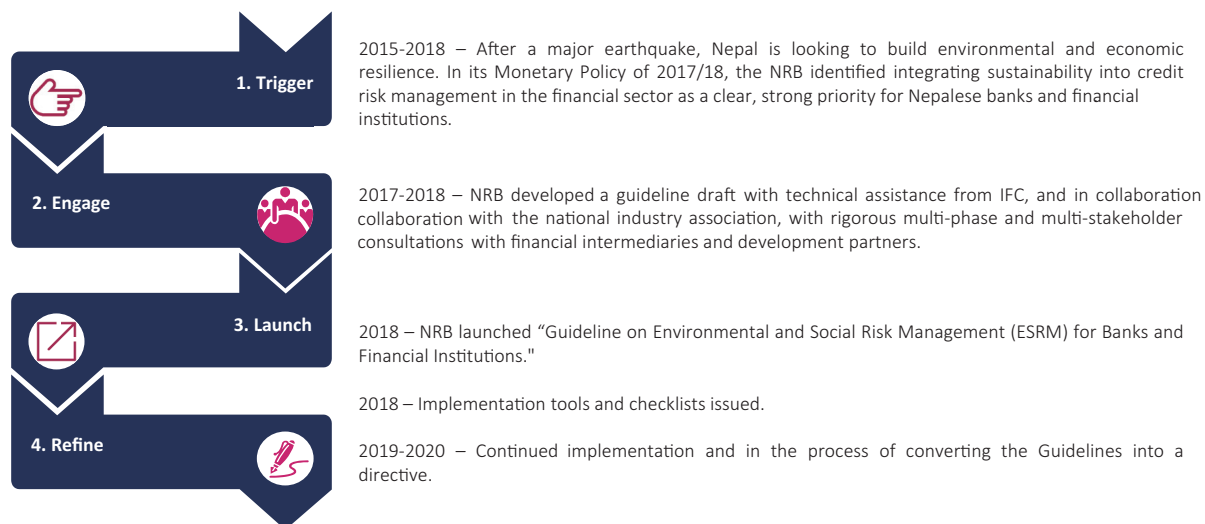 1. Trigger
2015-2018 – After a major earthquake, Nepal is looking to build environmental and economic
resilience. In its Monetary Policy of 2017/18, the NRB identified integrating sustainability into credit
risk management in the financial sector as a clear, strong priority for Nepalese banks and financial
institutions.
2. Engage
2017-2018 – NRB developed a guideline draft with technical assistance from IFC, and in collaboration
collaboration with the national industry association, with rigorous multi-phase and multi-stakeholder
consultations with financial intermediaries and development partners.
3. Launch
2018 – NRB launched “Guideline on Environmental and Social Risk Management (ESRM) for Banks and
Financial Institutions."
2018 – Implementation tools and checklists issued.
4. Refine
2019-2020 – Continued implementation and in the process of converting the Guidelines into a
directive.